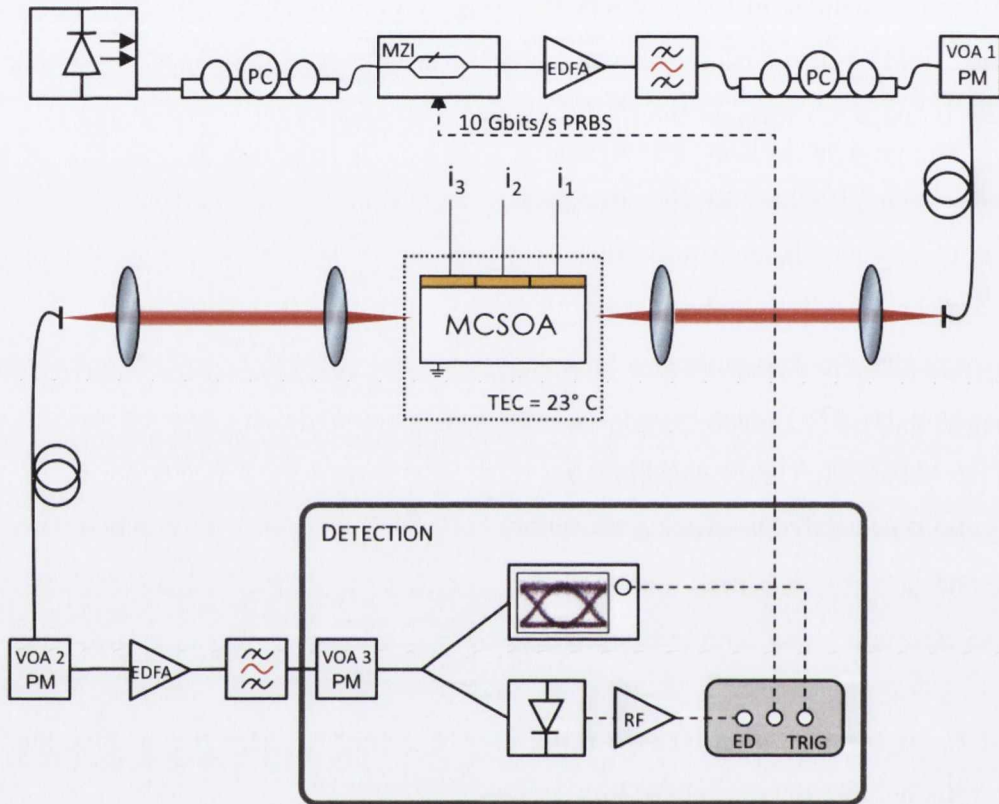 PC
MZI
EDFA
PC
VOA 1
PM
10 Gbits/s PRBS
i3
i2
i1
MCSOA
TEC = 23° C
DETECTION
VOA 2
PM
EDFA
VOA 3
PM
RF
ED
TRIG